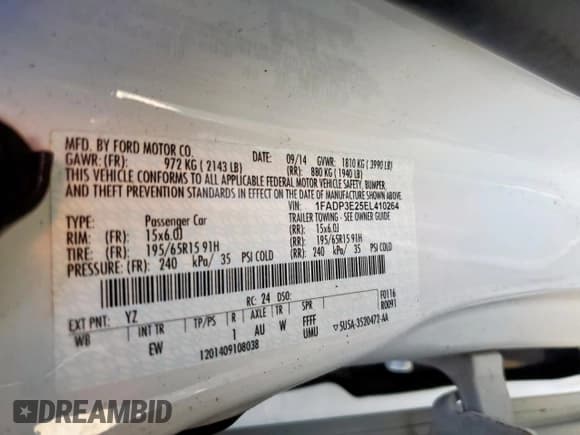 MFD. BY FORD MOTOR CO.
DATE: 09/14 GVWR: 1810 KG ( 3990 LB)
GAWR: (FR): 972 KG ( 2143 LB) (RR): 880 KG (1940 LB)
THIS VEHICLE CONFORMS TO ALL APPLICABLE FEDERAL MOTOR VEHICLE SAFETY, BUMPER,
AND THEFT PREVENTION STANDARDS IN EFFECT ON THE DATE OF MANUFACTURE SHOWN ABOVE.
VIN: 1FADP3E25EL410264
TYPE: Passenger Car TRAILER TOWING - SEE OWNER GUIDE
RIM: (FR): 15x6.0J (RR): 15x6.0J
TIRE: (FR): 195/65R15 91H (RR): 195/65R15 91H
PRESSURE: (FR): 240 kPa/ 35 PSI COLD (RR): 240 kPa/ 35 PSI COLD
EXT PNT: YZ RC: 24 DSO: F0116
R0091
WB INT TR TP/PS R AXLE TR SPR
EW 1 AU W FFFF
UMU
1201409108038
5U5A-3520472-AA
DREAMBID